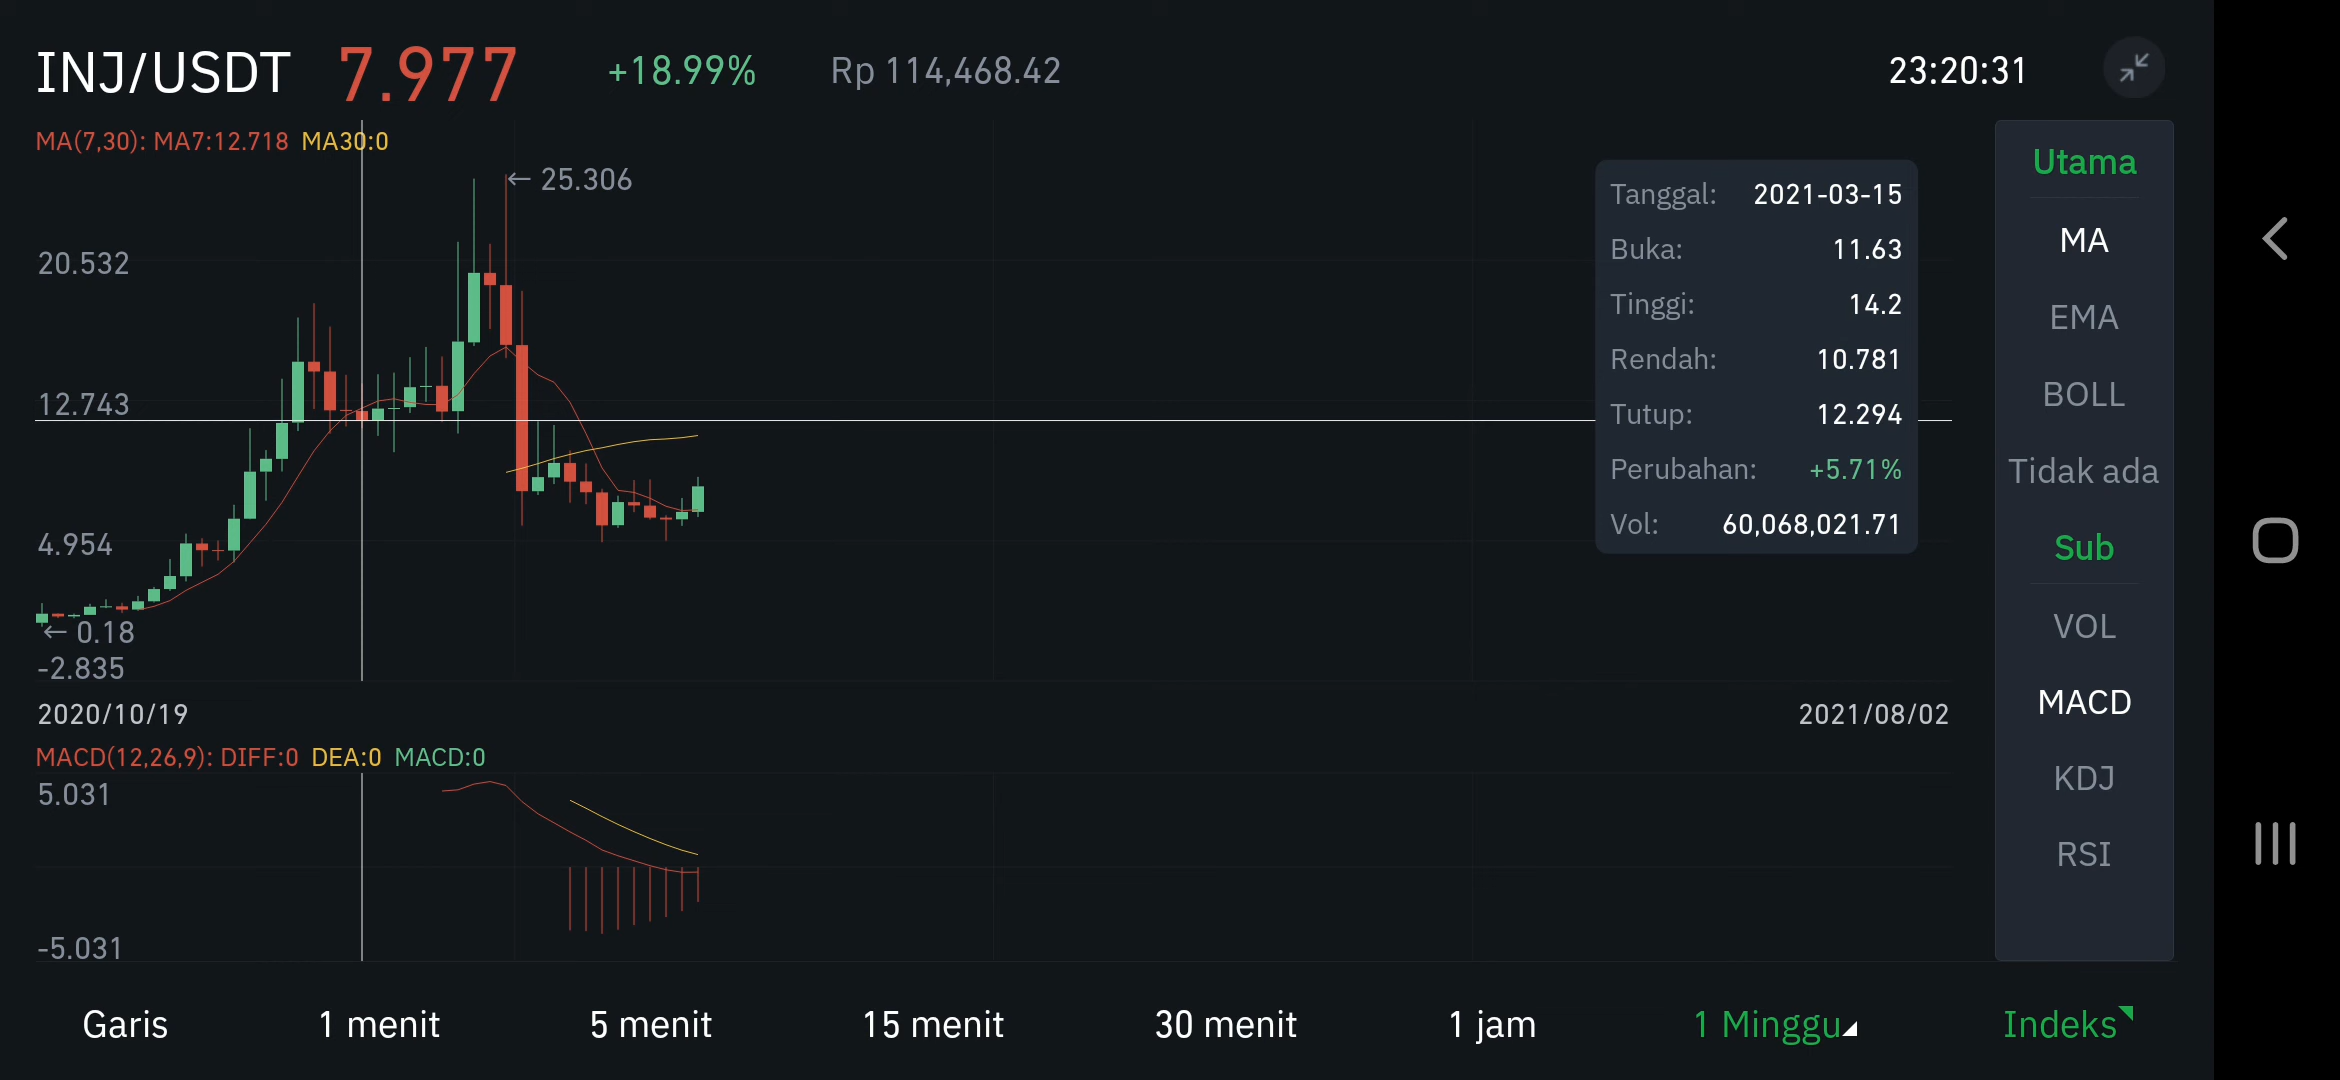 INJ/USDT 7.977 +18.99% Rp 114,468.42 23:20:31
MA(7,30): MA7:12.718 MA30:0
← 25.306
20.532
12.743
4.954
← 0.18
-2.835
2020/10/19 2021/08/02
MACD(12,26,9): DIFF:0 DEA:0 MACD:0
5.031
-5.031
Tanggal: 2021-03-15
Buka: 11.63
Tinggi: 14.2
Rendah: 10.781
Tutup: 12.294
Perubahan: +5.71%
Vol: 60,068,021.71
Utama
MA
EMA
BOLL
Tidak ada
Sub
VOL
MACD
KDJ
RSI
Garis 1 menit 5 menit 15 menit 30 menit 1 jam 1 Minggu Indeks